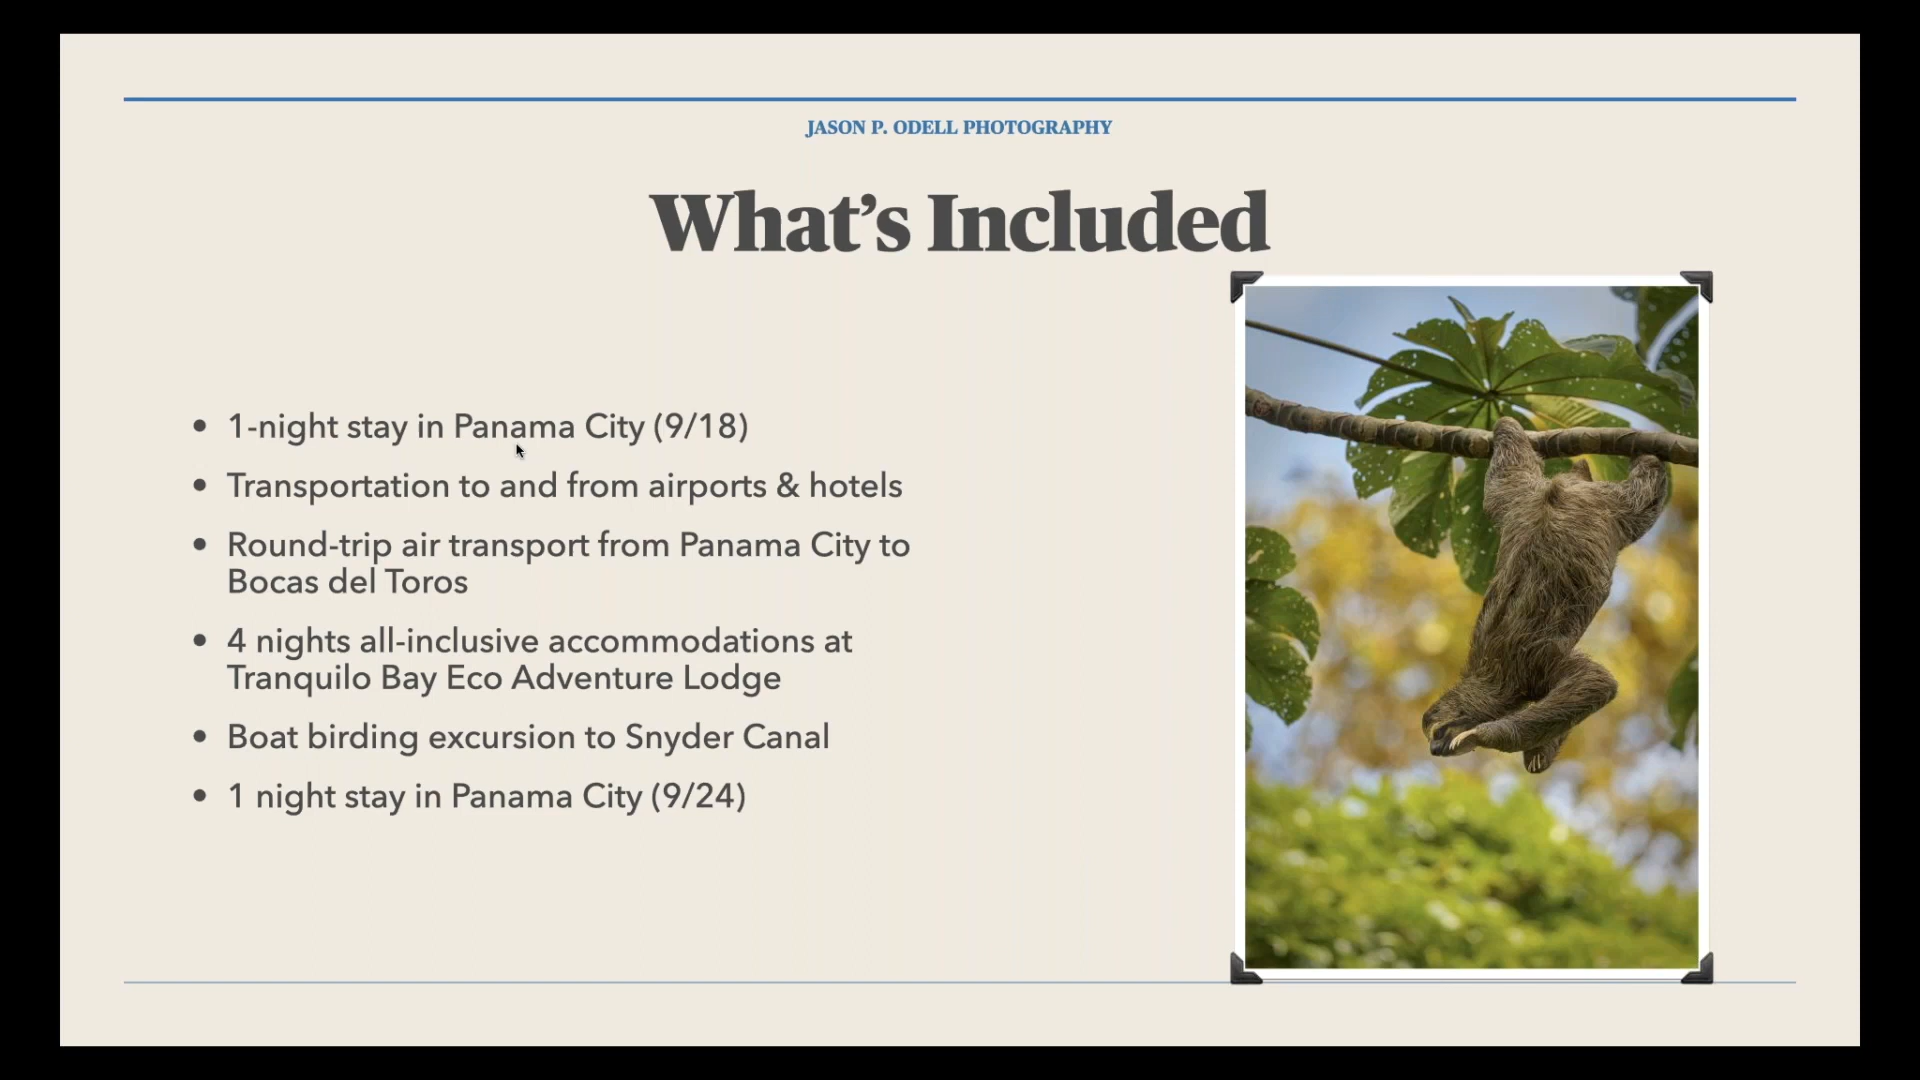 JASON P. ODELL PHOTOGRAPHY
What's Included
• 1-night stay in Panama City (9/18)
• Transportation to and from airports & hotels
• Round-trip air transport from Panama City to
Bocas del Toros
• 4 nights all-inclusive accommodations at
Tranquilo Bay Eco Adventure Lodge
• Boat birding excursion to Snyder Canal
• 1 night stay in Panama City (9/24)